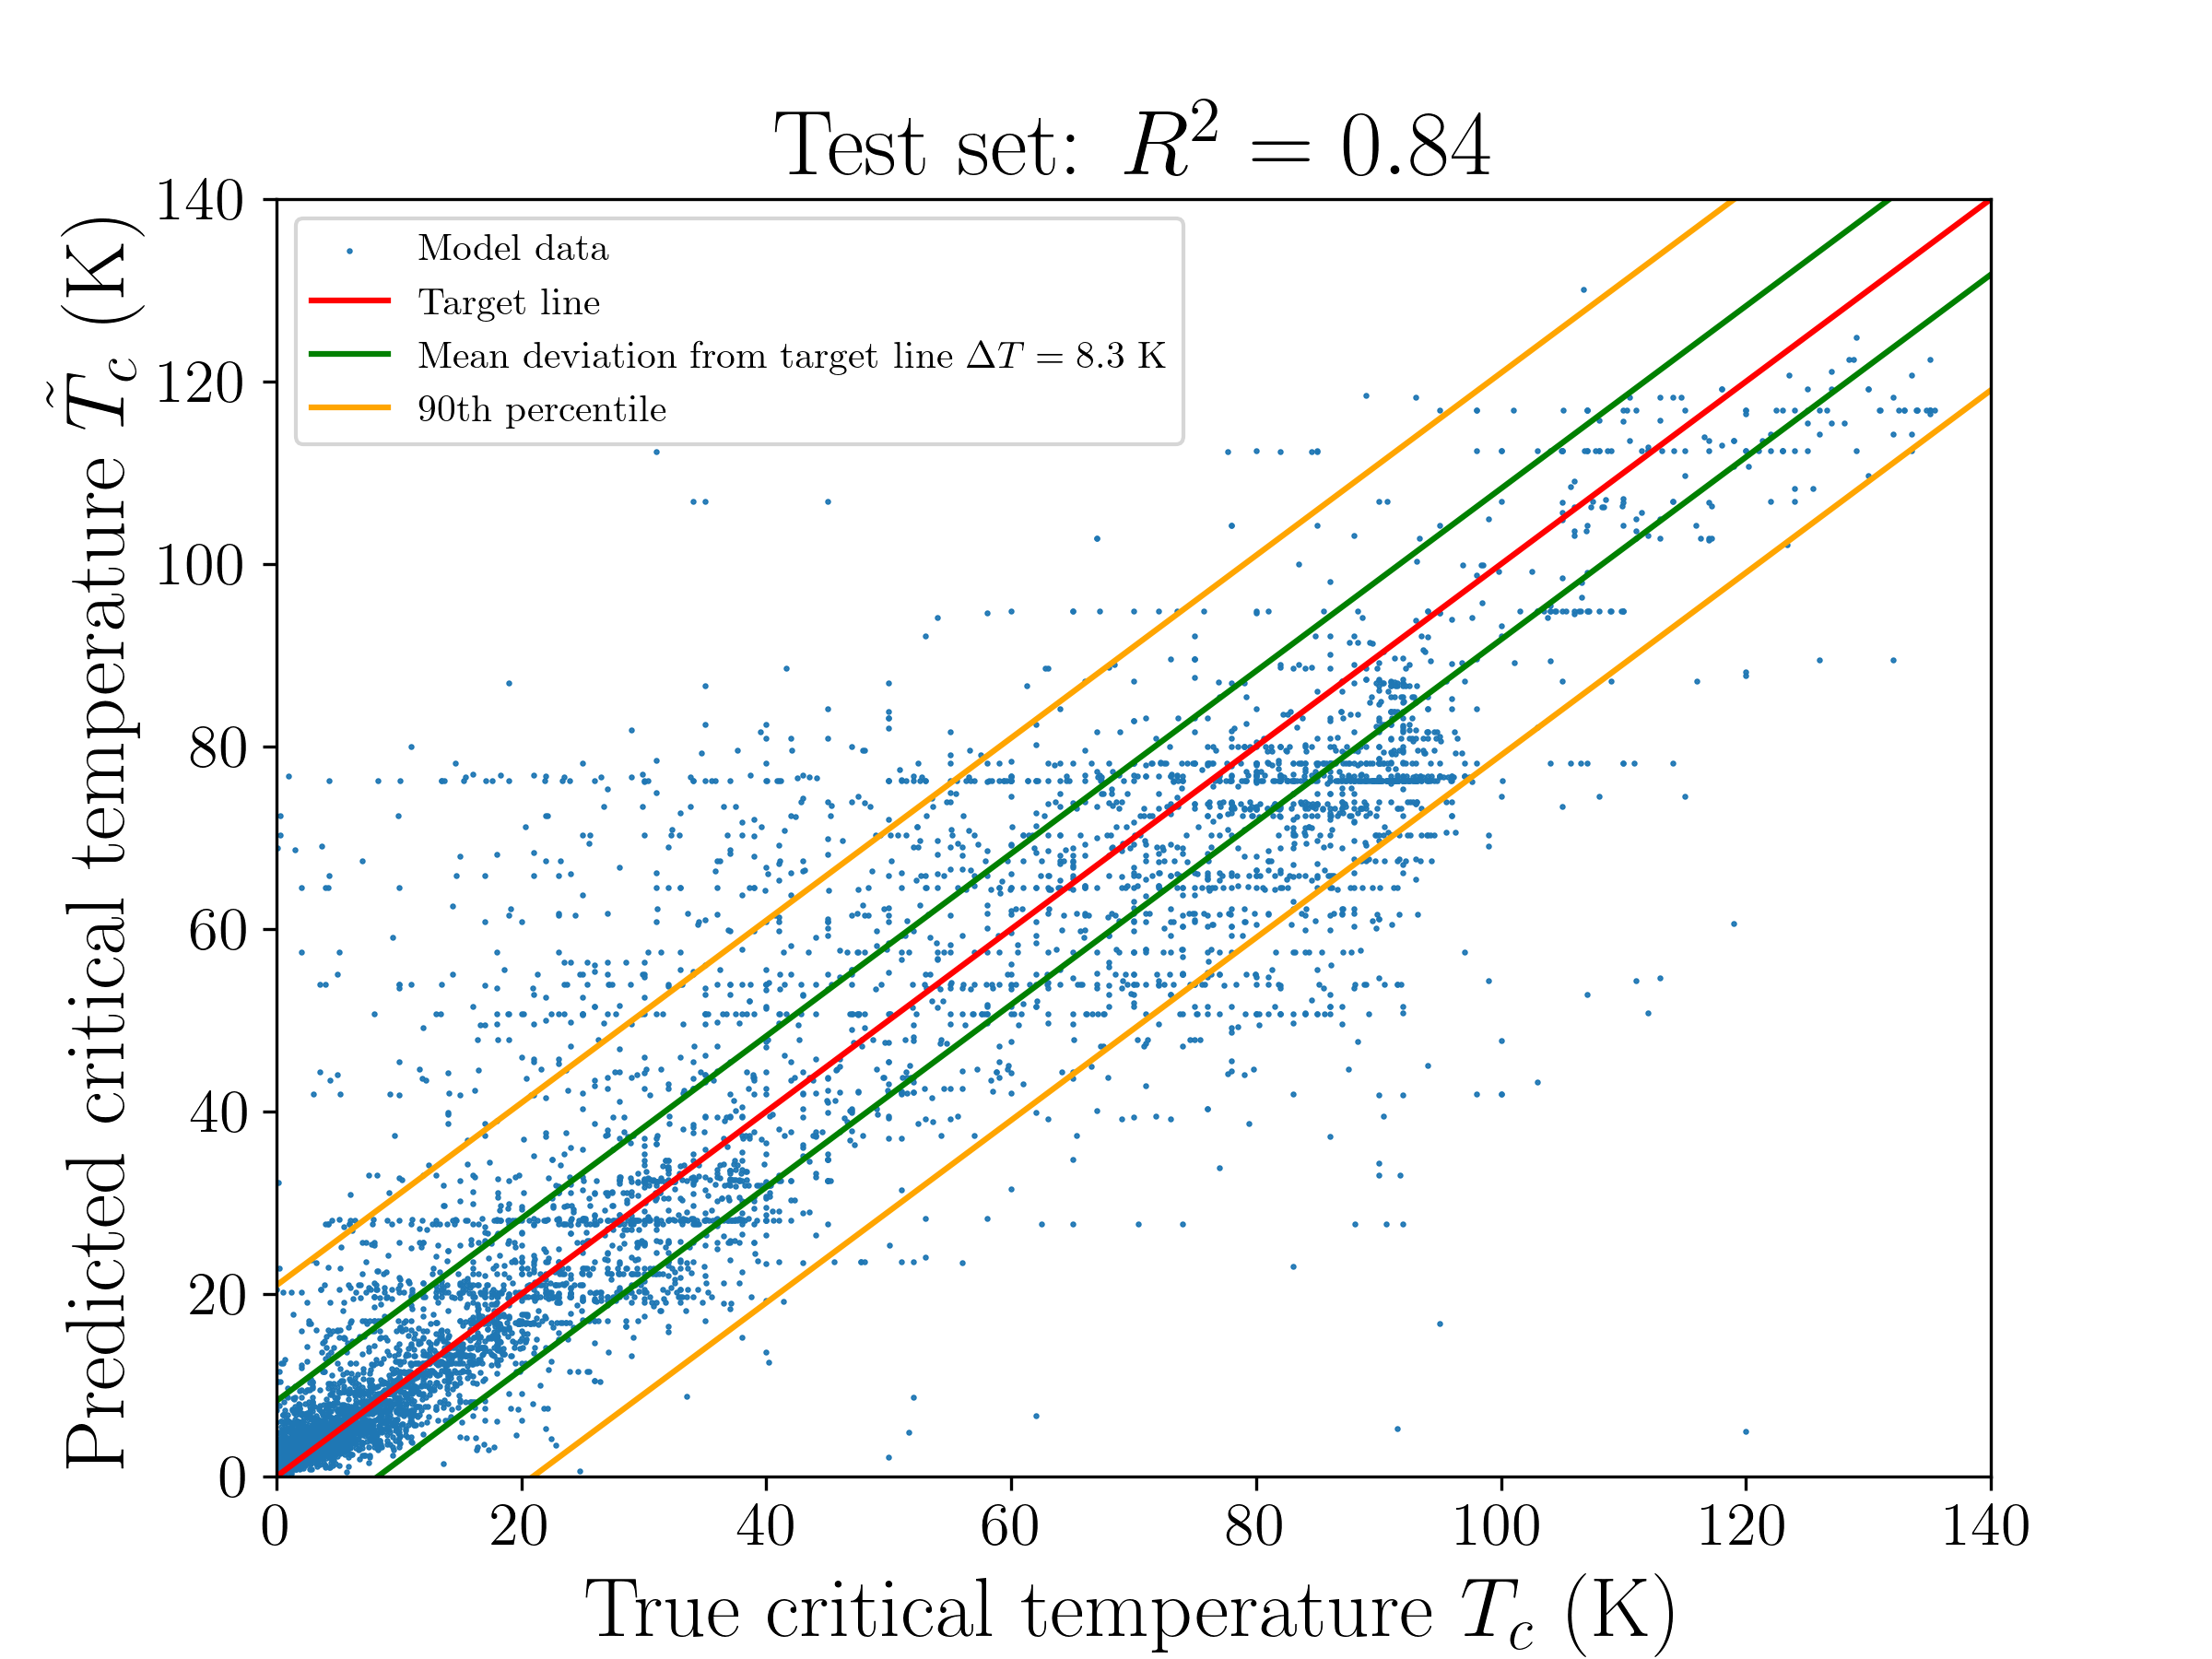 Test set: R² = 0.84
Model data
Target line
Mean deviation from target line ΔT = 8.3 K
90th percentile
Predicted critical temperature T̃c (K)
140
120
100
80
60
40
20
0
0 20 40 60 80 100 120 140
True critical temperature Tc (K)